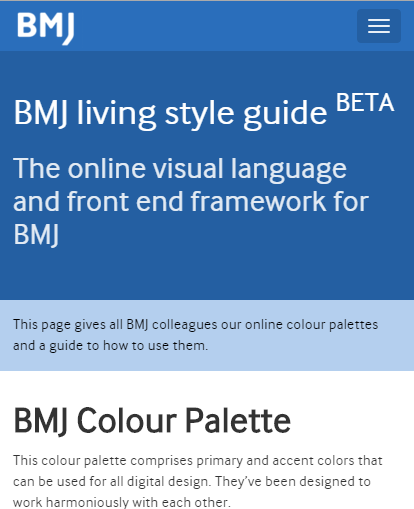 BMJ
BMJ living style guide BETA
The online visual language
and front end framework for
BMJ
This page gives all BMJ colleagues our online colour palettes
and a guide to how to use them.
BMJ Colour Palette
This colour palette comprises primary and accent colors that
can be used for all digital design. They've been designed to
work harmoniously with each other.